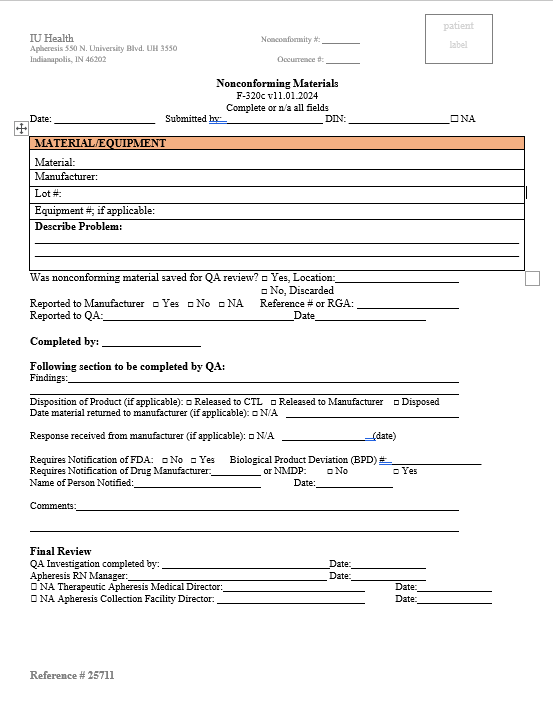 IU Health
Apheresis 550 N. University Blvd. UH 3550
Indianapolis, IN 46202
Nonconformity #: ________
Occurrence #: _______
patient
label
Nonconforming Materials
F-320c v11.01.2024
Complete or n/a all fields
Date: ____________________ Submitted by:____________________ DIN: ____________________☐ NA
MATERIAL/EQUIPMENT
Material:
Manufacturer:
Lot #:
Equipment #; if applicable:
Describe Problem:
Was nonconforming material saved for QA review? ☐ Yes, Location:____________________
☐ No, Discarded
Reported to Manufacturer ☐ Yes ☐ No ☐ NA Reference # or RGA: ____________________
Reported to QA:____________________Date____________________
Completed by: ____________________
Following section to be completed by QA:
Findings:____________________
Disposition of Product (if applicable): ☐ Released to CTL ☐ Released to Manufacturer ☐ Disposed
Date material returned to manufacturer (if applicable): ☐ N/A ____________________
Response received from manufacturer (if applicable): ☐ N/A ____________________(date)
Requires Notification of FDA: ☐ No ☐ Yes Biological Product Deviation (BPD) #:____________________
Requires Notification of Drug Manufacturer:__________ or NMDP: ☐ No ☐ Yes
Name of Person Notified:____________________ Date:____________________
Comments:____________________
Final Review
QA Investigation completed by: ____________________Date:____________________
Apheresis RN Manager:____________________ Date:____________________
☐ NA Therapeutic Apheresis Medical Director:____________________ Date:____________________
☐ NA Apheresis Collection Facility Director: ____________________ Date:____________________
Reference # 25711